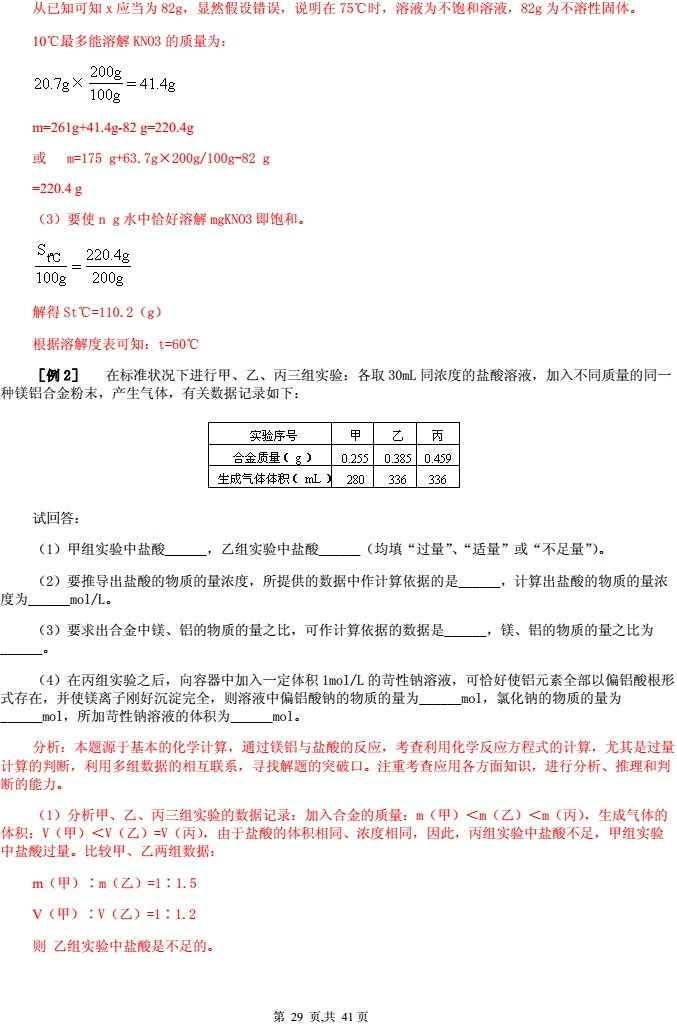 从已知可知 x 应当为 82g，显然假设错误，说明在 75℃时，溶液为不饱和溶液，82g 为不溶性固体。
10℃最多能溶解 KNO3 的质量为：
20.7g× 200g/100g =41.4g
m=261g+41.4g-82 g=220.4g
或 m=175 g+63.7g×200g/100g-82 g
=220.4 g
（3）要使 n g 水中恰好溶解 mgKNO3 即饱和。
St℃/100g = 220.4g/200g
解得 St℃=110.2（g）
根据溶解度表可知：t=60℃
［例 2］ 在标准状况下进行甲、乙、丙三组实验：各取 30mL 同浓度的盐酸溶液，加入不同质量的同一
种镁铝合金粉末，产生气体，有关数据记录如下：
实验序号 甲 乙 丙
合金质量（ g ） 0.255 0.385 0.459
生成气体体积（ mL ） 280 336 336
试回答：
（1）甲组实验中盐酸______，乙组实验中盐酸______（均填“过量”、“适量”或“不足量”）。
（2）要推导出盐酸的物质的量浓度，所提供的数据中作计算依据的是______，计算出盐酸的物质的量浓
度为______mol/L。
（3）要求出合金中镁、铝的物质的量之比，可作计算依据的数据是______，镁、铝的物质的量之比为
______。
（4）在丙组实验之后，向容器中加入一定体积 1mol/L 的苛性钠溶液，可恰好使铝元素全部以偏铝酸根形
式存在，并使镁离子刚好沉淀完全，则溶液中偏铝酸钠的物质的量为______mol，氯化钠的物质的量为
______mol，所加苛性钠溶液的体积为______mol。
分析：本题源于基本的化学计算，通过镁铝与盐酸的反应，考查利用化学反应方程式的计算，尤其是过量
计算的判断，利用多组数据的相互联系，寻找解题的突破口。注重考查应用各方面知识，进行分析、推理和判
断的能力。
（1）分析甲、乙、丙三组实验的数据记录：加入合金的质量：m（甲）＜m（乙）＜m（丙），生成气体的
体积：V（甲）＜V（乙）=V（丙），由于盐酸的体积相同、浓度相同，因此，丙组实验中盐酸不足，甲组实验
中盐酸过量。比较甲、乙两组数据：
m（甲）∶m（乙）=1∶1.5
V（甲）∶V（乙）=1∶1.2
则 乙组实验中盐酸是不足的。
第 29 页,共 41 页